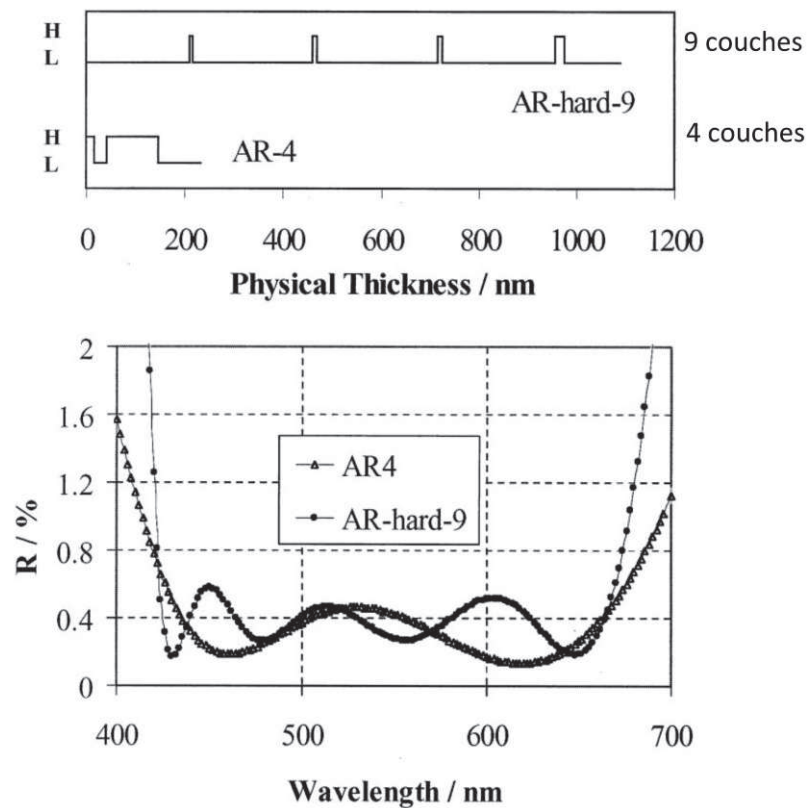 H
L
9 couches
AR-hard-9
H
L
AR-4
4 couches
0 200 400 600 800 1000 1200
Physical Thickness / nm
2
1.6
1.2
0.8
0.4
0
R / %
AR4
AR-hard-9
400 500 600 700
Wavelength / nm